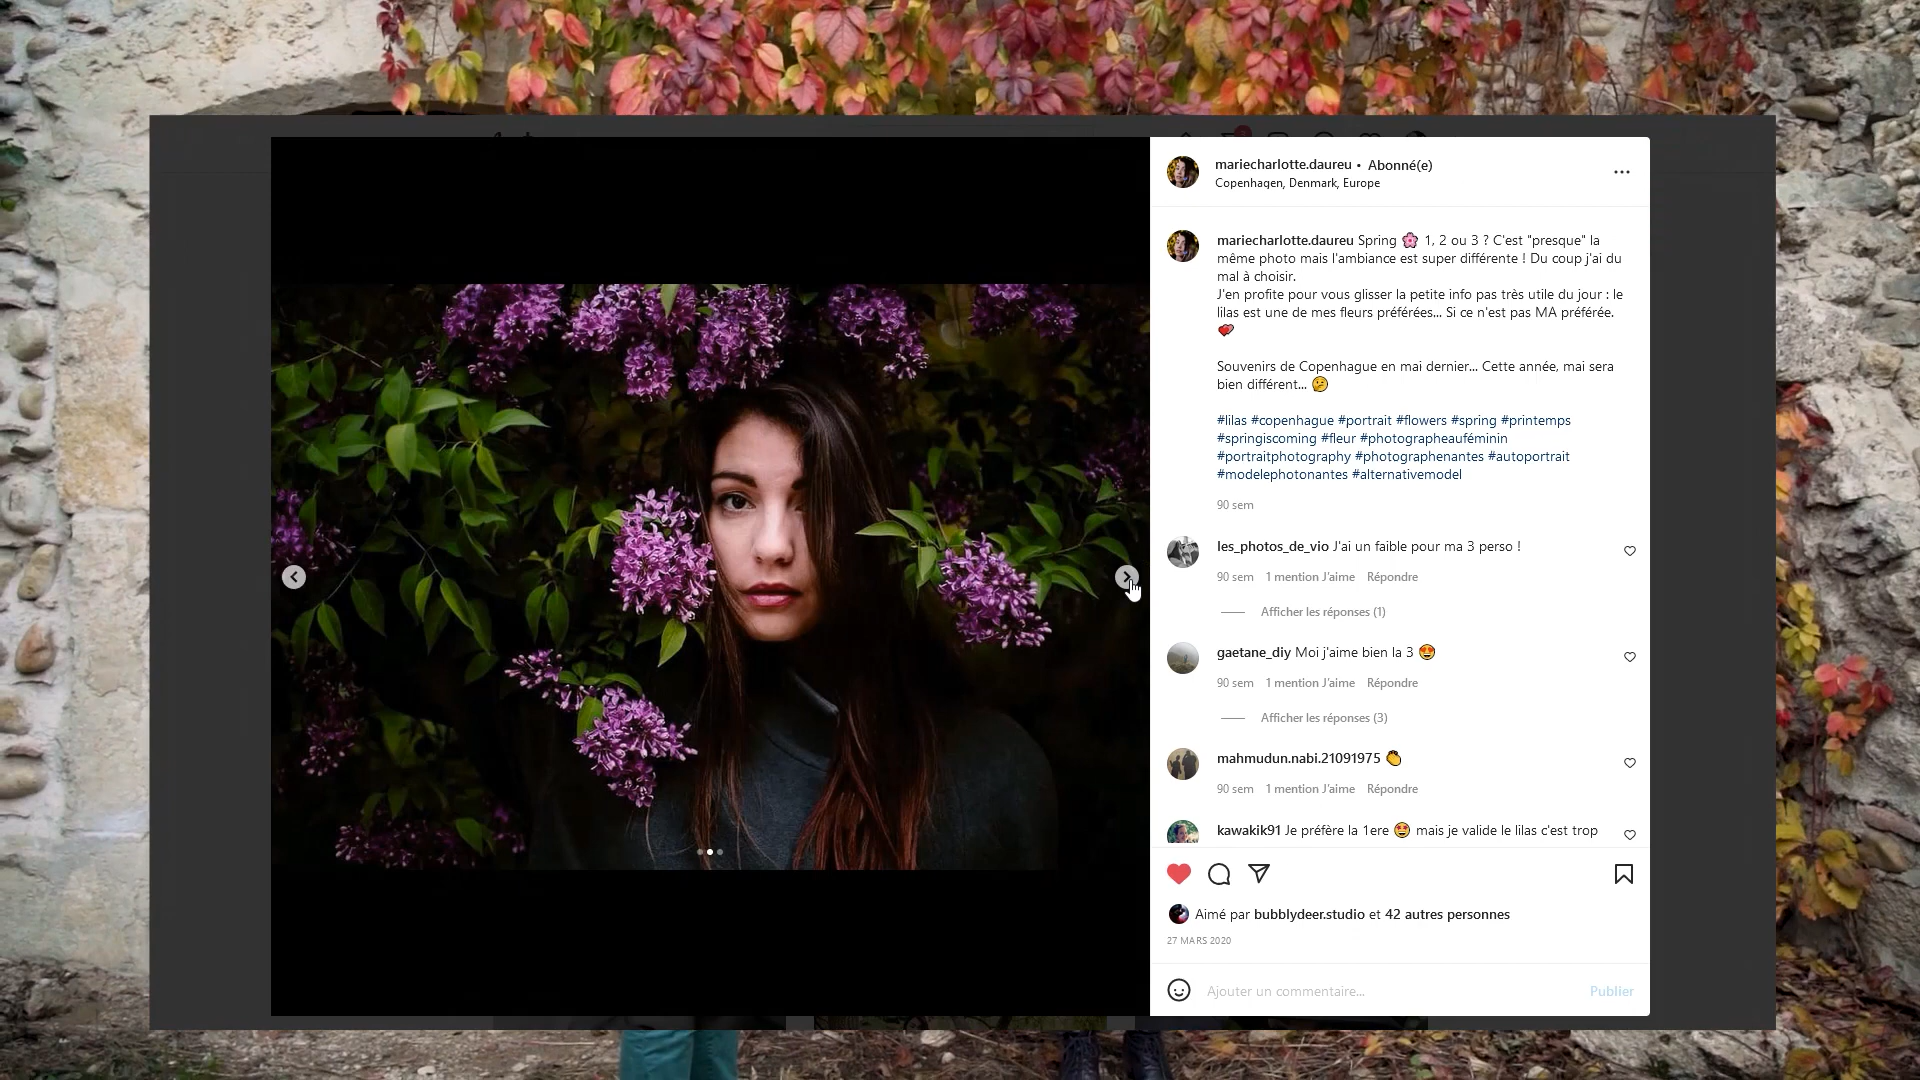 mariecharlotte.daureu • Abonné(e)
Copenhagen, Denmark, Europe
mariecharlotte.daureu Spring 🌸 1, 2 ou 3 ? C'est "presque" la
même photo mais l'ambiance est super différente ! Du coup j'ai du
mal à choisir.
J'en profite pour vous glisser la petite info pas très utile du jour : le
lilas est une de mes fleurs préférées... Si ce n'est pas MA préférée.
💕
Souvenirs de Copenhague en mai dernier... Cette année, mai sera
bien différent... 🤔
#lilas #copenhague #portrait #flowers #spring #printemps
#springiscoming #fleur #photographeauféminin
#portraitphotography #photographenantes #autoportrait
#modelephotonantes #alternativemodel
90 sem
les_photos_de_vio J'ai un faible pour ma 3 perso !
90 sem 1 mention J'aime Répondre
Afficher les réponses (1)
gaetane_diy Moi j'aime bien la 3 😍
90 sem 1 mention J'aime Répondre
Afficher les réponses (3)
mahmudun.nabi.21091975 👏
90 sem 1 mention J'aime Répondre
kawakik91 Je préfère la 1ere 😍 mais je valide le lilas c'est trop
Aimé par bubblydeer.studio et 42 autres personnes
27 MARS 2020
Ajouter un commentaire... Publier